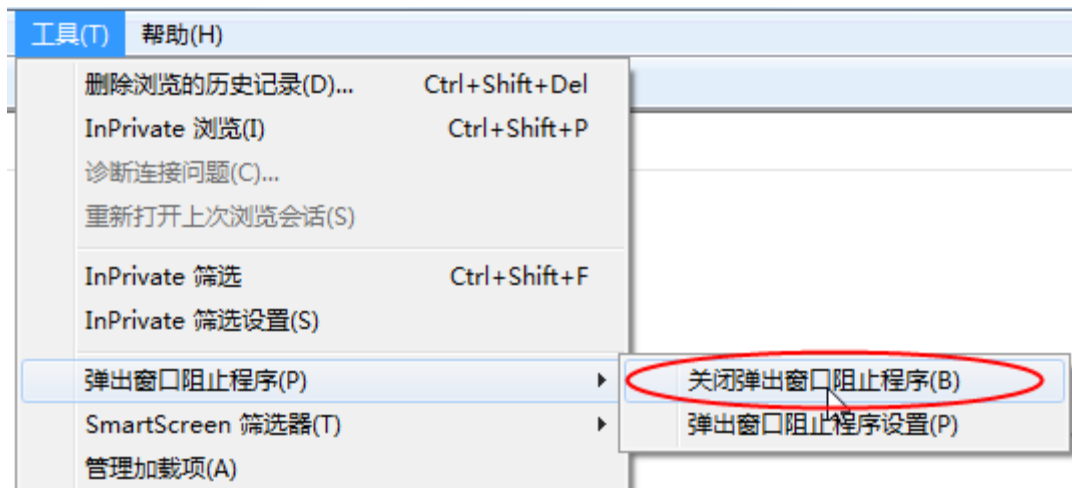 工具(T) 帮助(H)
删除浏览的历史记录(D)... Ctrl+Shift+Del
InPrivate 浏览(I) Ctrl+Shift+P
诊断连接问题(C)...
重新打开上次浏览会话(S)
InPrivate 筛选 Ctrl+Shift+F
InPrivate 筛选设置(S)
弹出窗口阻止程序(P) 关闭弹出窗口阻止程序(B)
SmartScreen 筛选器(T) 弹出窗口阻止程序设置(P)
管理加载项(A)